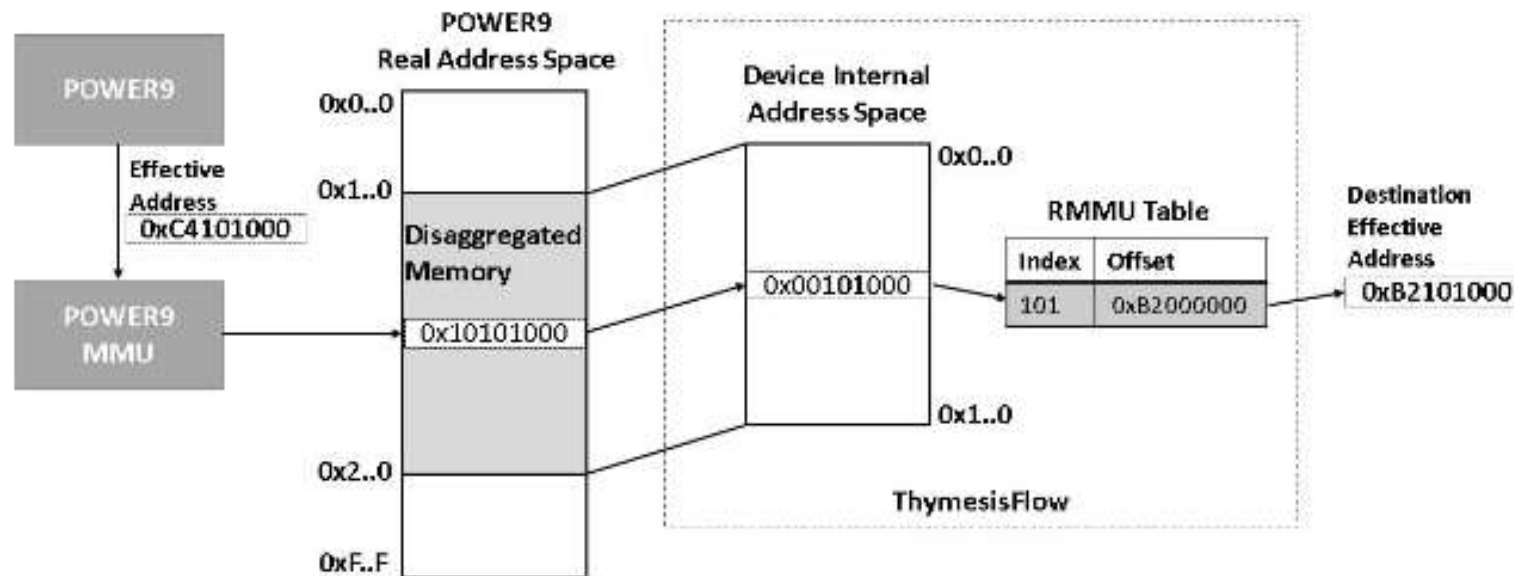 POWER9
Effective
Address
0xC4101000
POWER9
MMU
POWER9
Real Address Space
0x0..0
0x1..0
Disaggregated
Memory
0x10101000
0x2..0
0xF..F
Device Internal
Address Space
0x0..0
0x00101000
0x1..0
RMMU Table
Index Offset
101 0xB2000000
ThymesisFlow
Destination
Effective
Address
0xB2101000